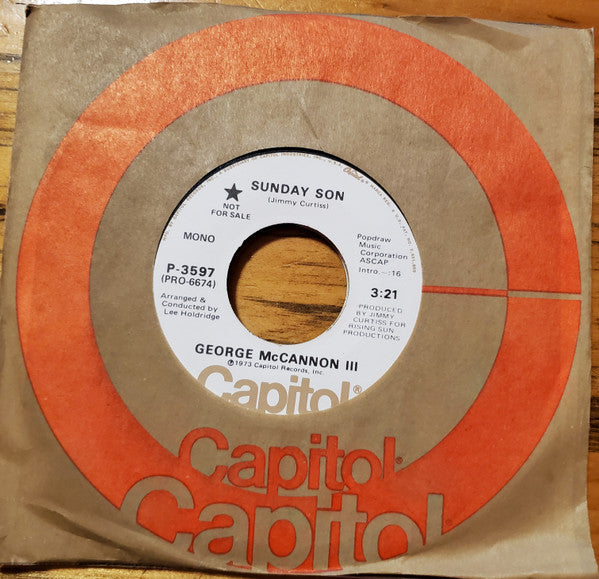 SUNDAY SON
(Jimmy Curtiss)
★
NOT
FOR SALE
MONO
P-3597
(PRO-6674)
Arranged &
Conducted by
Lee Holdridge
Popdraw
Music
Corporation
ASCAP
Intro.–:16
3:21
PRODUCED
BY JIMMY
CURTISS FOR
RISING SUN
PRODUCTIONS
GEORGE McCANNON III
℗1973 Capitol Records, Inc.
Capitol®
Capitol®
Capitol®